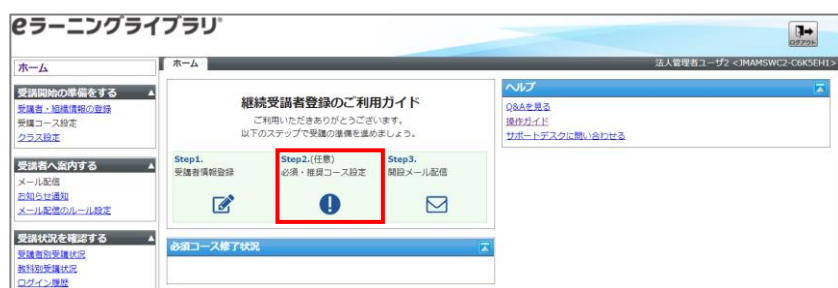 eラーニングライブラリ®
ログアウト
ホーム
ホーム
法人管理者ユーザ2 <JMAMSWC2-C6K5EH1>
受講開始の準備をする
受講者・組織情報の登録
受講コース設定
クラス設定
受講者へ案内する
メール配信
お知らせ通知
メール配信のルール設定
受講状況を確認する
受講者別受講状況
教科別受講状況
ログイン履歴
継続受講者登録のご利用ガイド
ご利用いただきありがとうございます。
以下のステップで受講の準備を進めましょう。
Step1.
受講者情報登録
Step2.(任意)
必須・推奨コース設定
Step3.
開設メール配信
必須コース修了状況
ヘルプ
Q&Aを見る
操作ガイド
サポートデスクに問い合わせる